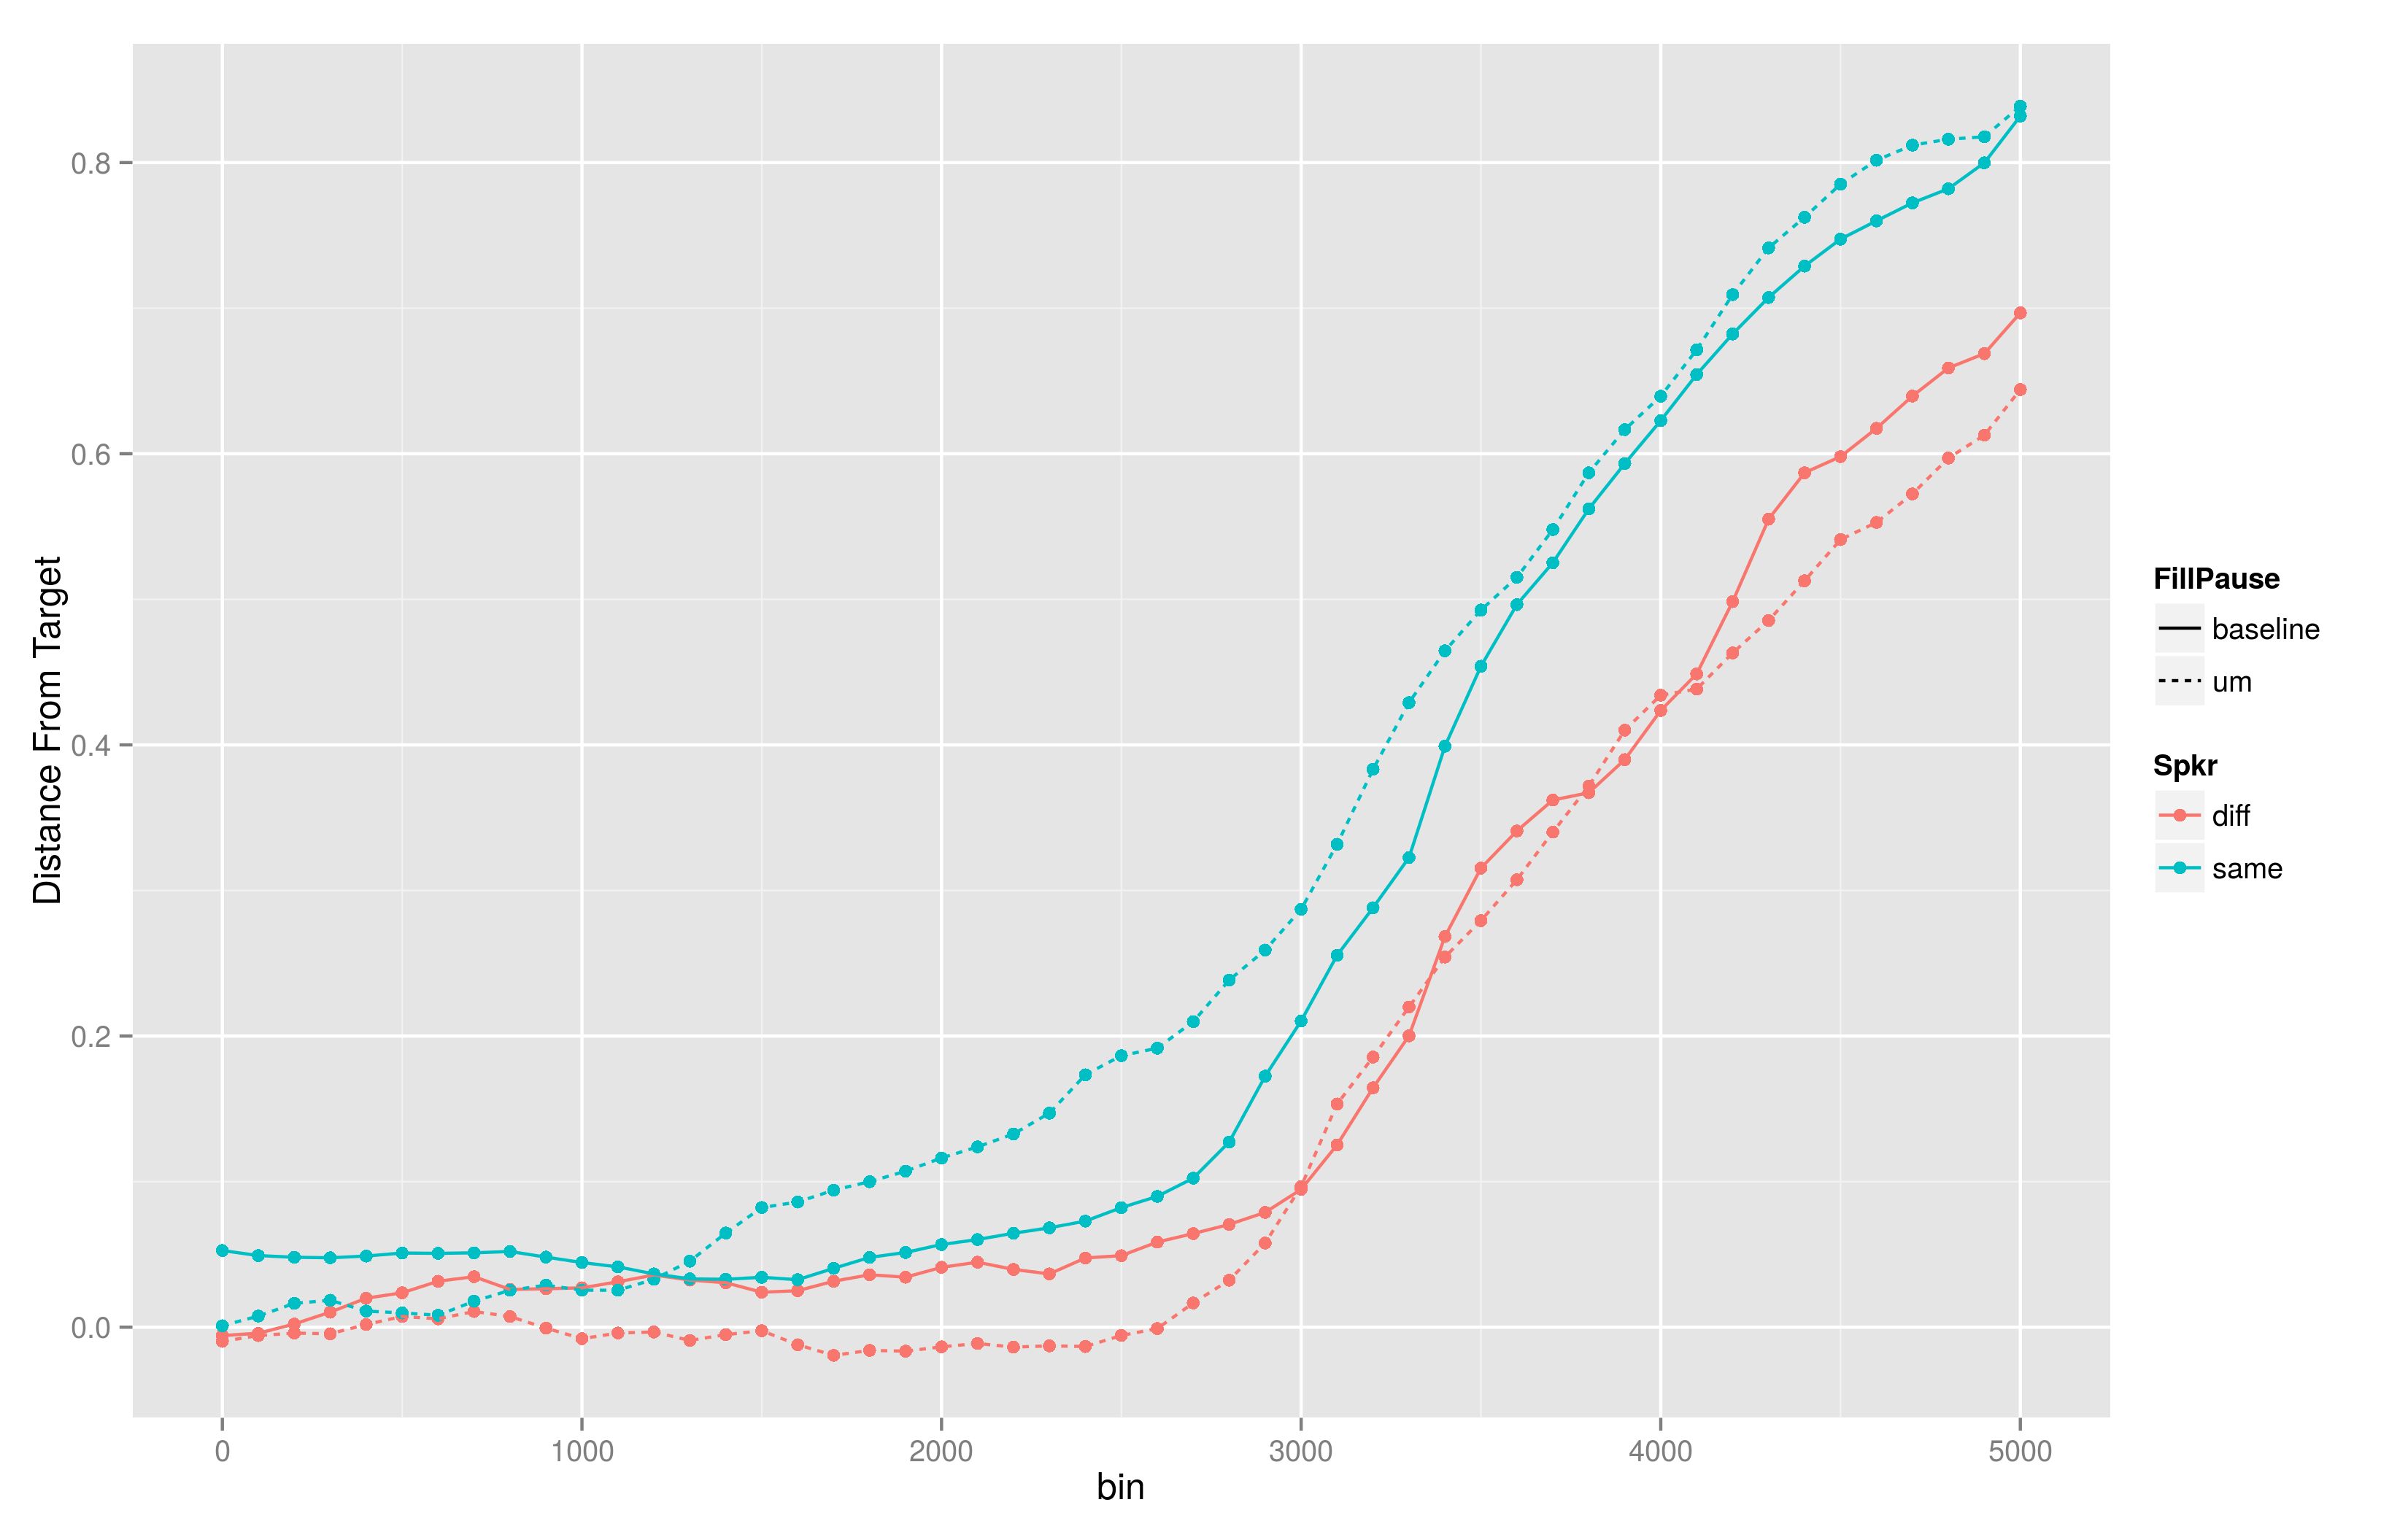 0.8
0.6
0.4
0.2
0.0
Distance From Target
0 1000 2000 3000 4000 5000
bin
FillPause
baseline
um
Spkr
diff
same